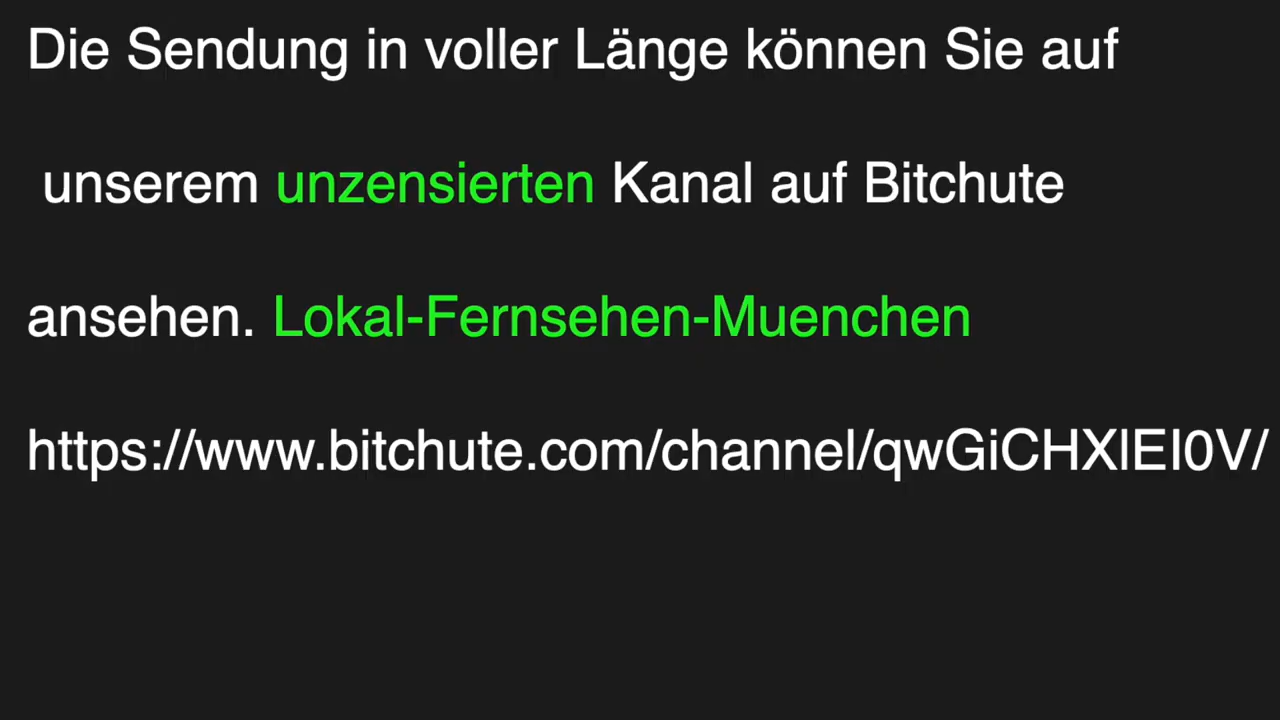 Die Sendung in voller Länge können Sie auf
unserem unzensierten Kanal auf Bitchute
ansehen. Lokal-Fernsehen-Muenchen
https://www.bitchute.com/channel/qwGiCHXIEI0V/